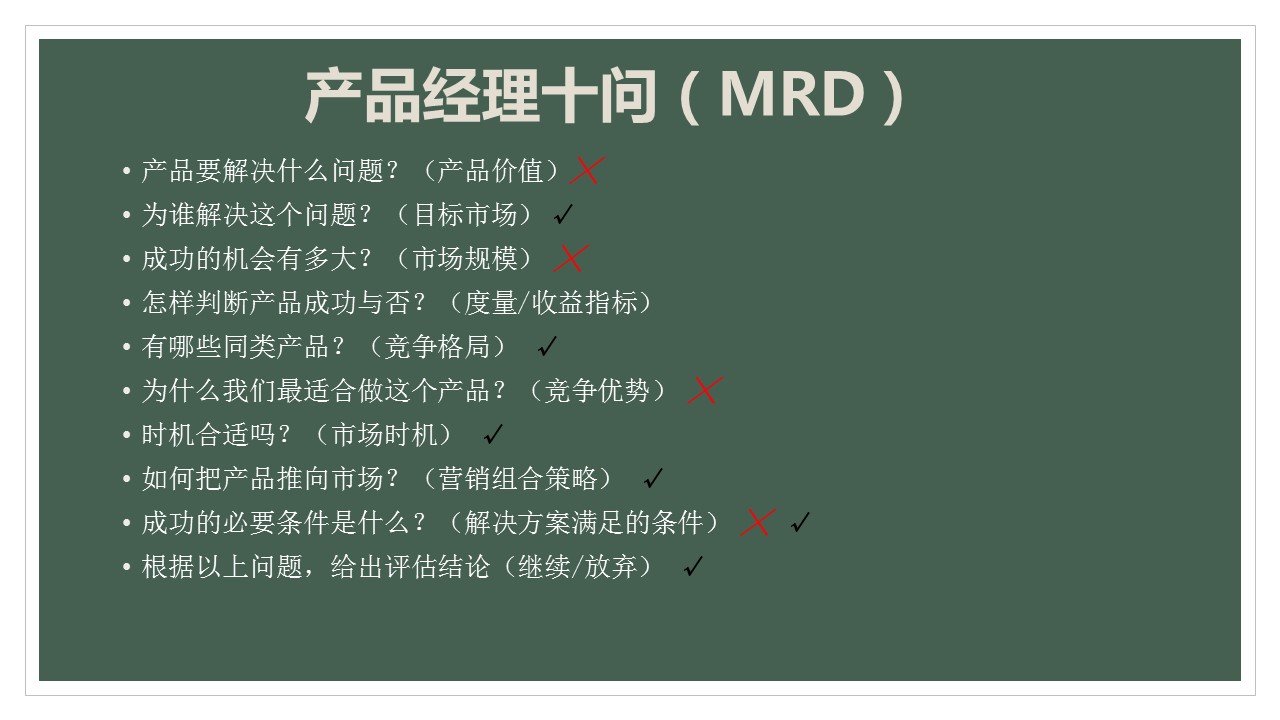 产品经理十问（MRD）
• 产品要解决什么问题？（产品价值）╳
• 为谁解决这个问题？（目标市场） √
• 成功的机会有多大？（市场规模） ╳
• 怎样判断产品成功与否？（度量/收益指标）
• 有哪些同类产品？（竞争格局） √
• 为什么我们最适合做这个产品？（竞争优势） ╳
• 时机合适吗？（市场时机） √
• 如何把产品推向市场？（营销组合策略） √
• 成功的必要条件是什么？（解决方案满足的条件） ╳ √
• 根据以上问题，给出评估结论（继续/放弃） √